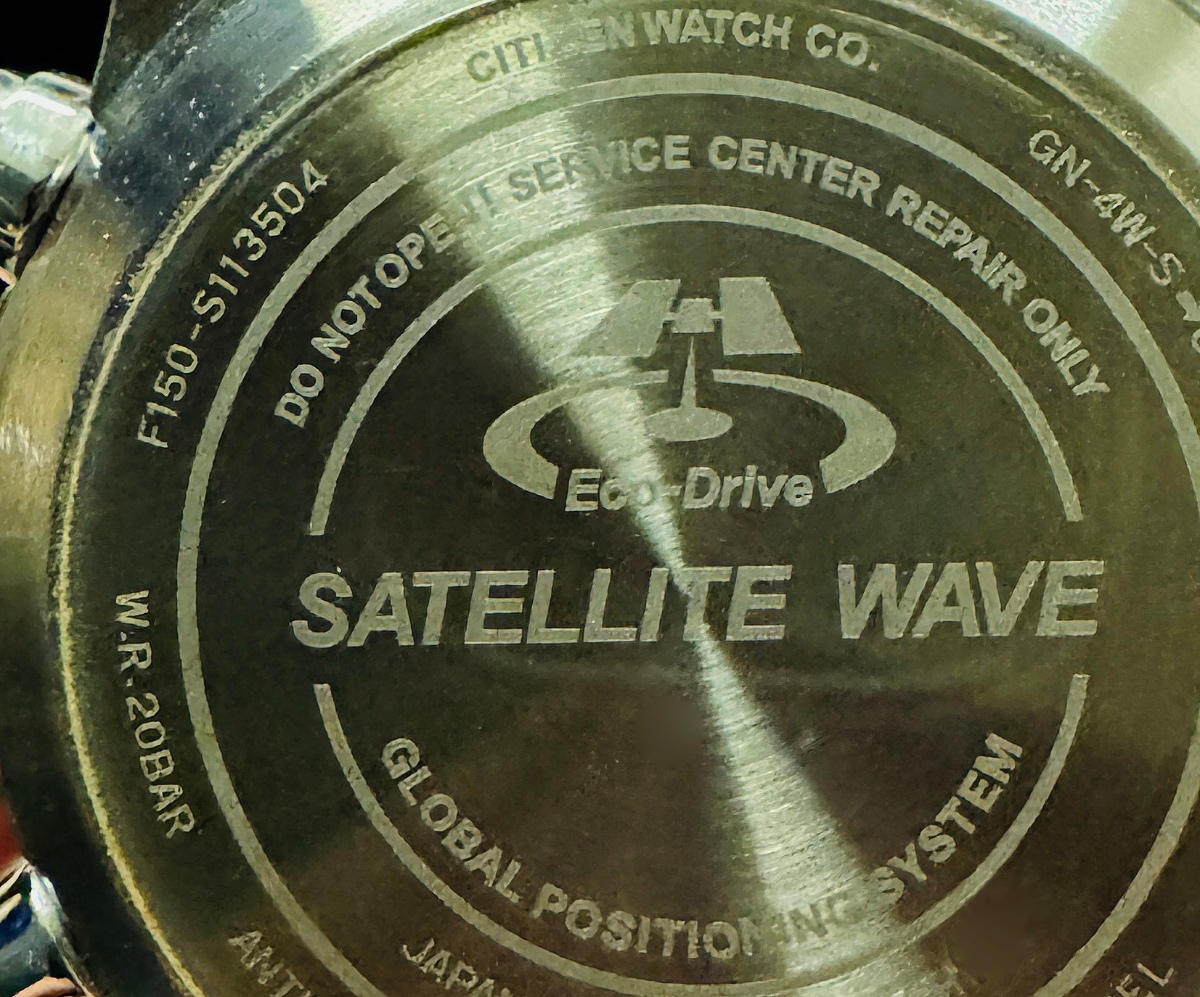 CITIZEN WATCH CO.
F150-S113504
GN-4W-S
DO NOT OPEN IT SERVICE CENTER REPAIR ONLY
Eco-Drive
SATELLITE WAVE
GLOBAL POSITIONING SYSTEM
W.R.20BAR